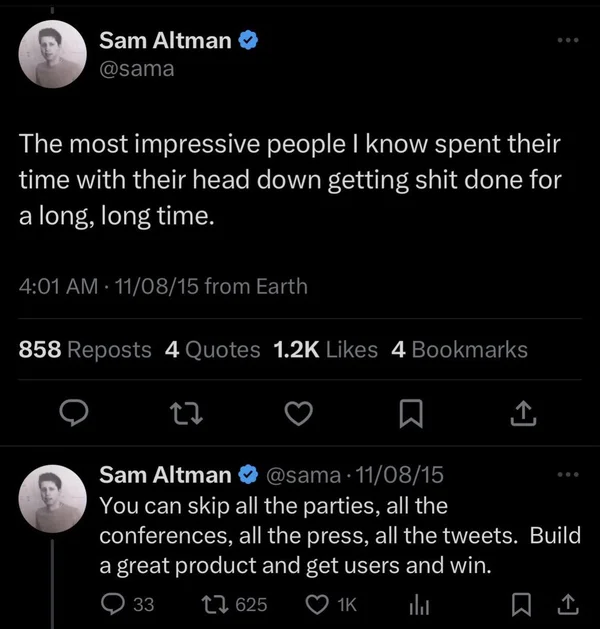 Sam Altman
@sama
The most impressive people I know spent their
time with their head down getting shit done for
a long, long time.
4:01 AM · 11/08/15 from Earth
858 Reposts 4 Quotes 1.2K Likes 4 Bookmarks
Sam Altman @sama · 11/08/15
You can skip all the parties, all the
conferences, all the press, all the tweets.  Build
a great product and get users and win.
33 625 1K